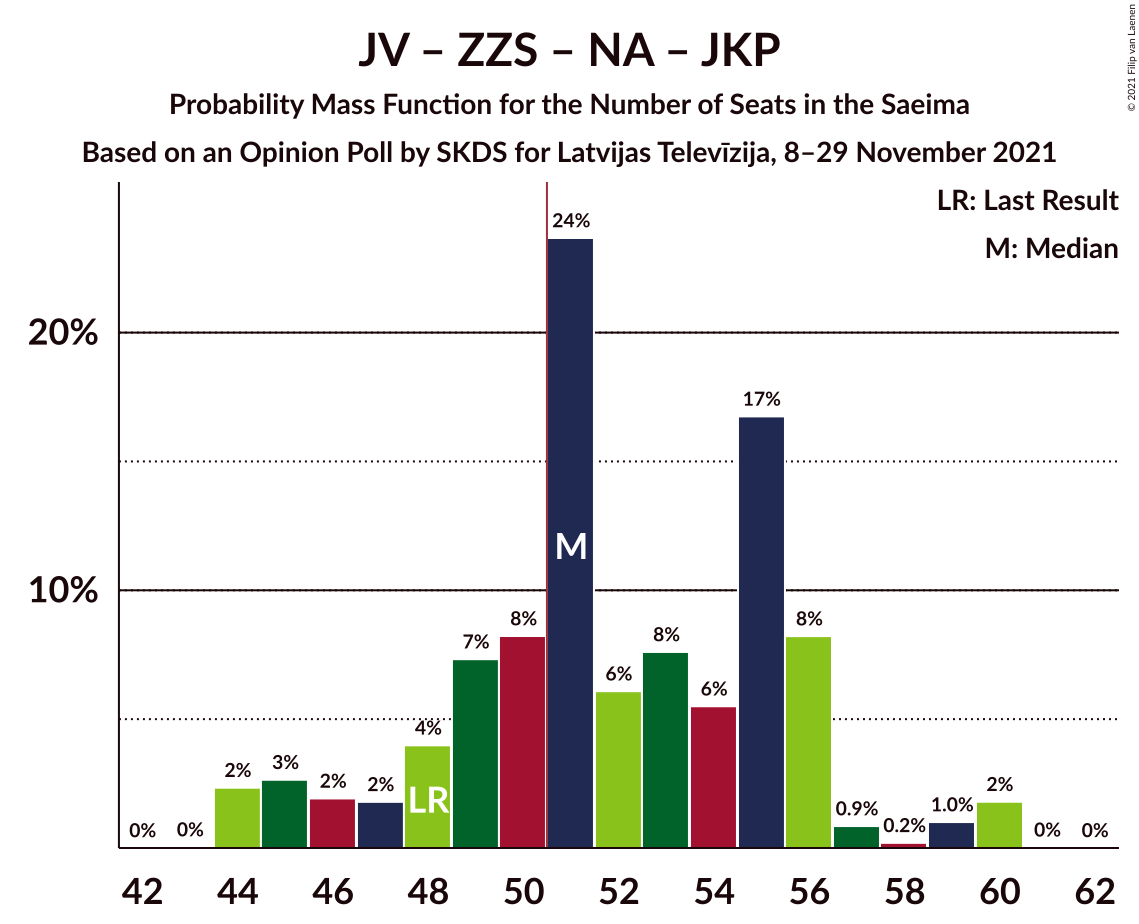 JV – ZZS – NA – JKP
Probability Mass Function for the Number of Seats in the Saeima
Based on an Opinion Poll by SKDS for Latvijas Televīzija, 8–29 November 2021
© 2021 Filip van Laenen
LR: Last Result
M: Median
20%
10%
0%
0%
2%
3%
2%
2%
4%
7%
8%
24%
6%
8%
6%
17%
8%
0.9%
0.2%
1.0%
2%
0%
0%
LR
M
42 44 46 48 50 52 54 56 58 60 62